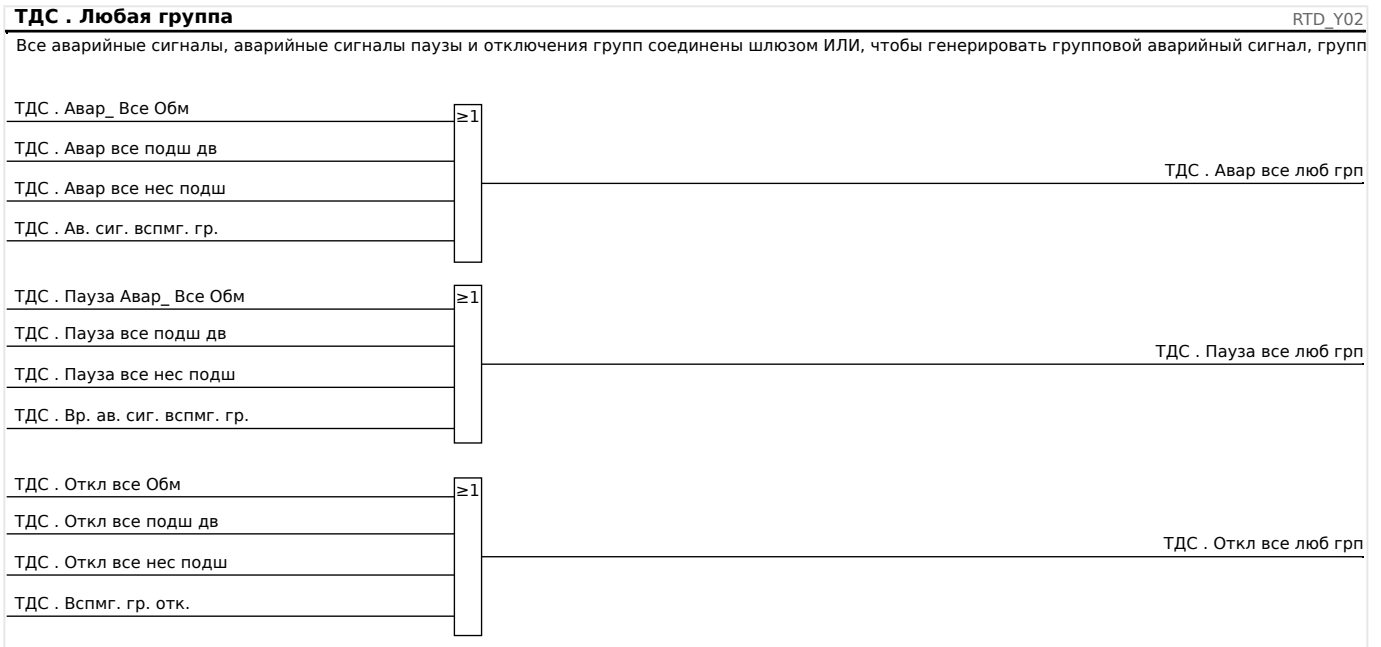 ТДС . Любая группа
RTD_Y02
Все аварийные сигналы, аварийные сигналы паузы и отключения групп соединены шлюзом ИЛИ, чтобы генерировать групповой аварийный сигнал, групп
ТДС . Авар_ Все Обм
≥1
ТДС . Авар все подш дв
ТДС . Авар все люб грп
ТДС . Авар все нес подш
ТДС . Ав. сиг. вспмг. гр.
ТДС . Пауза Авар_ Все Обм
≥1
ТДС . Пауза все подш дв
ТДС . Пауза все люб грп
ТДС . Пауза все нес подш
ТДС . Вр. ав. сиг. вспмг. гр.
ТДС . Откл все Обм
≥1
ТДС . Откл все подш дв
ТДС . Откл все люб грп
ТДС . Откл все нес подш
ТДС . Вспмг. гр. отк.